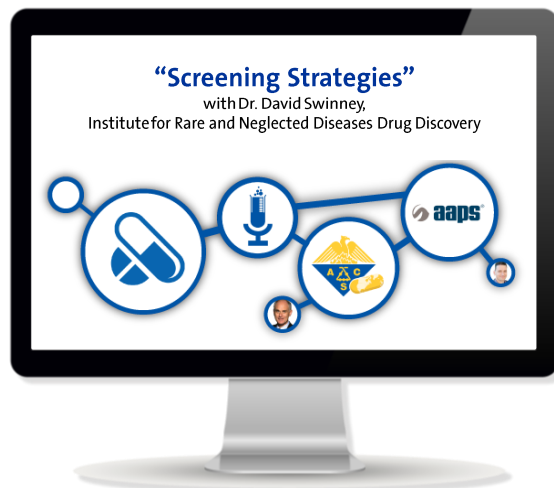 “Screening Strategies”
with Dr. David Swinney,
Institute for Rare and Neglected Diseases Drug Discovery
aaps
A C
S